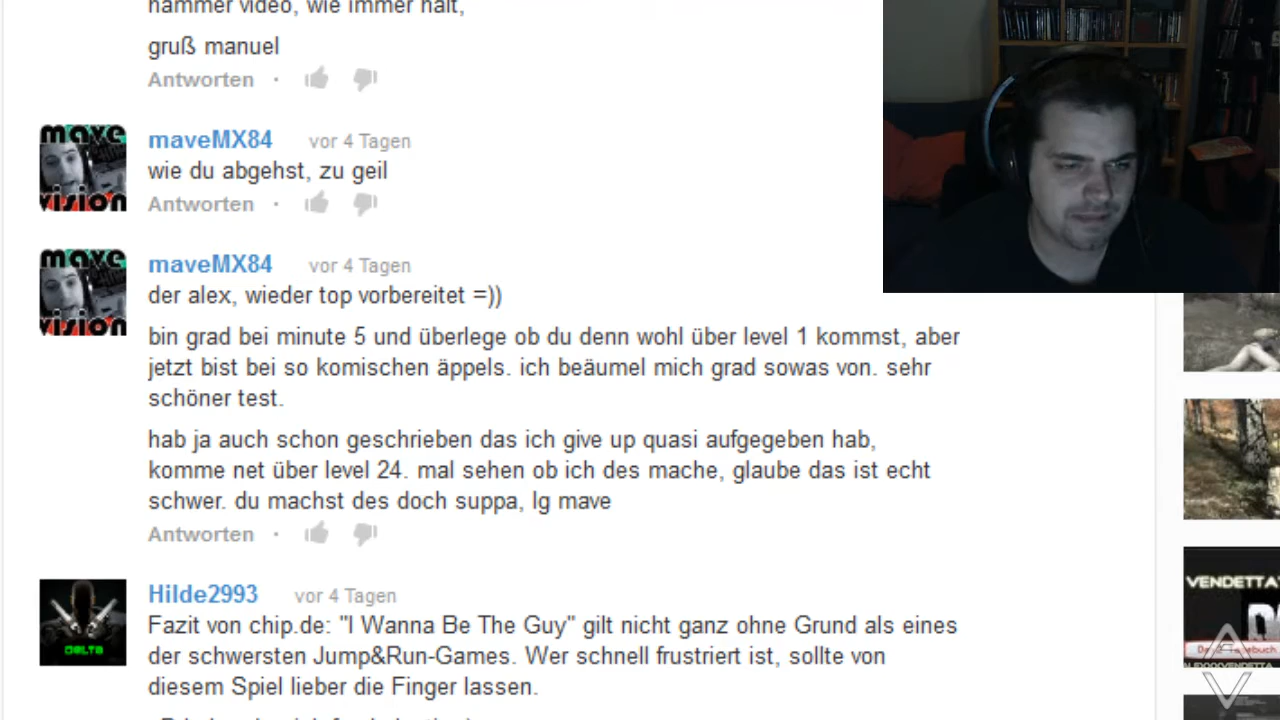 hammer video, wie immer halt,
gruß manuel
Antworten ·
mave
vision
maveMX84 vor 4 Tagen
wie du abgehst, zu geil
Antworten ·
mave
vision
maveMX84 vor 4 Tagen
der alex, wieder top vorbereitet =))
bin grad bei minute 5 und überlege ob du denn wohl über level 1 kommst, aber
jetzt bist bei so komischen äppels. ich beäumel mich grad sowas von. sehr
schöner test.
hab ja auch schon geschrieben das ich give up quasi aufgegeben hab,
komme net über level 24. mal sehen ob ich des mache, glaube das ist echt
schwer. du machst des doch suppa, lg mave
Antworten ·
DELTA
Hilde2993 vor 4 Tagen
Fazit von chip.de: "I Wanna Be The Guy" gilt nicht ganz ohne Grund als eines
der schwersten Jump&Run-Games. Wer schnell frustriert ist, sollte von
diesem Spiel lieber die Finger lassen.
VENDETTA